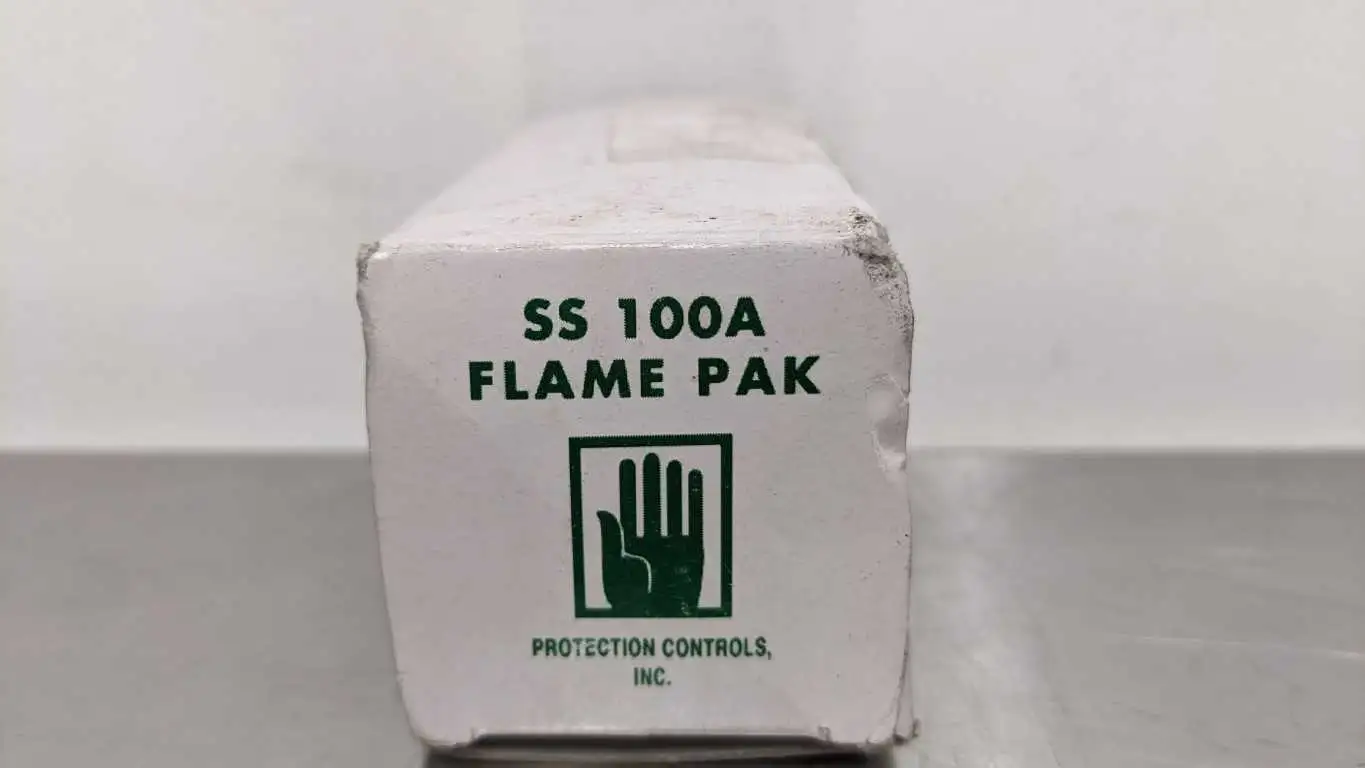 SS 100A
FLAME PAK
PROTECTION CONTROLS,
INC.